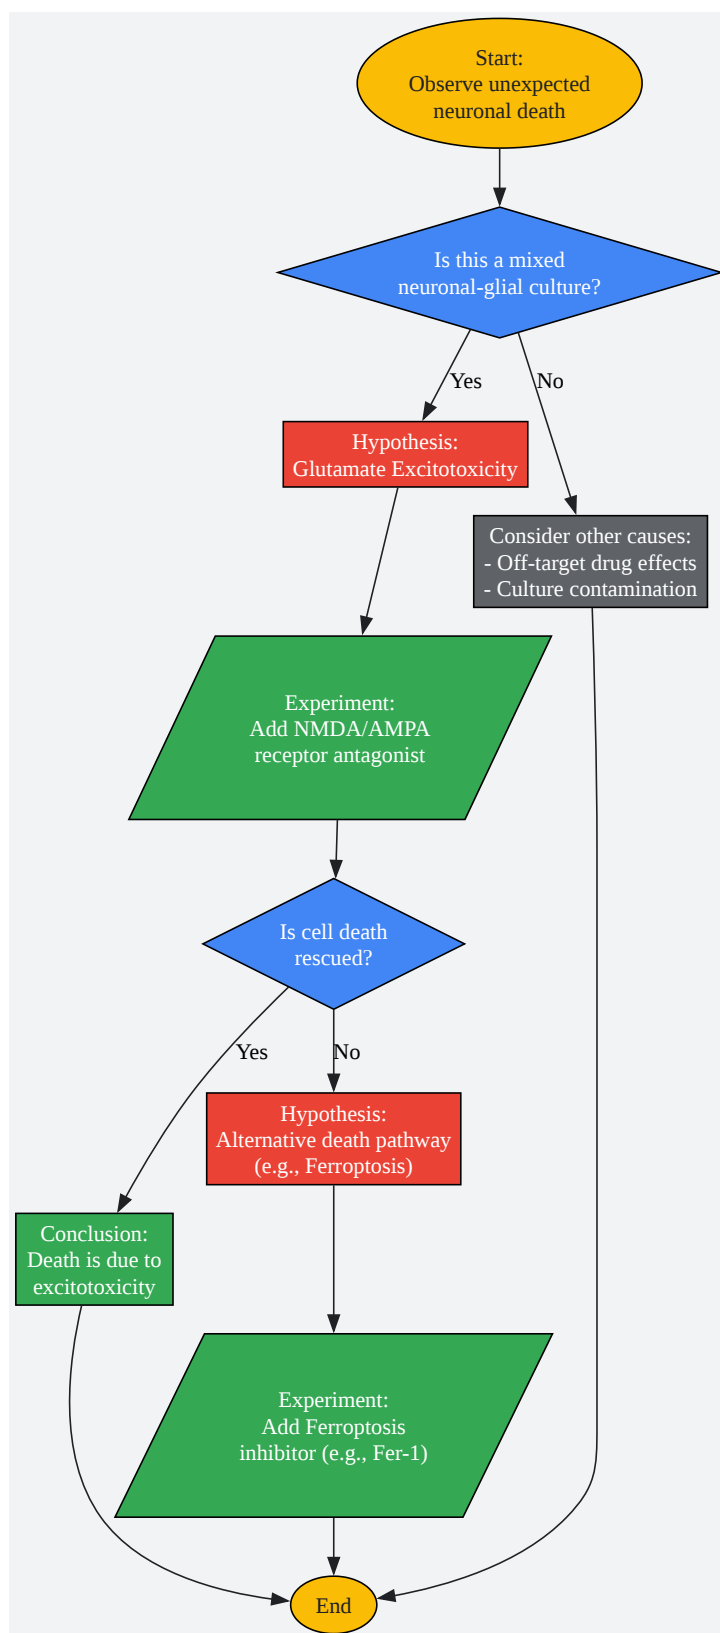 Start:
Observe unexpected
neuronal death
Is this a mixed
neuronal-glial culture?
Yes
No
Hypothesis:
Glutamate Excitotoxicity
Consider other causes:
- Off-target drug effects
- Culture contamination
Experiment:
Add NMDA/AMPA
receptor antagonist
Is cell death
rescued?
Yes
No
Hypothesis:
Alternative death pathway
(e.g., Ferroptosis)
Conclusion:
Death is due to
excitotoxicity
Experiment:
Add Ferroptosis
inhibitor (e.g., Fer-1)
End